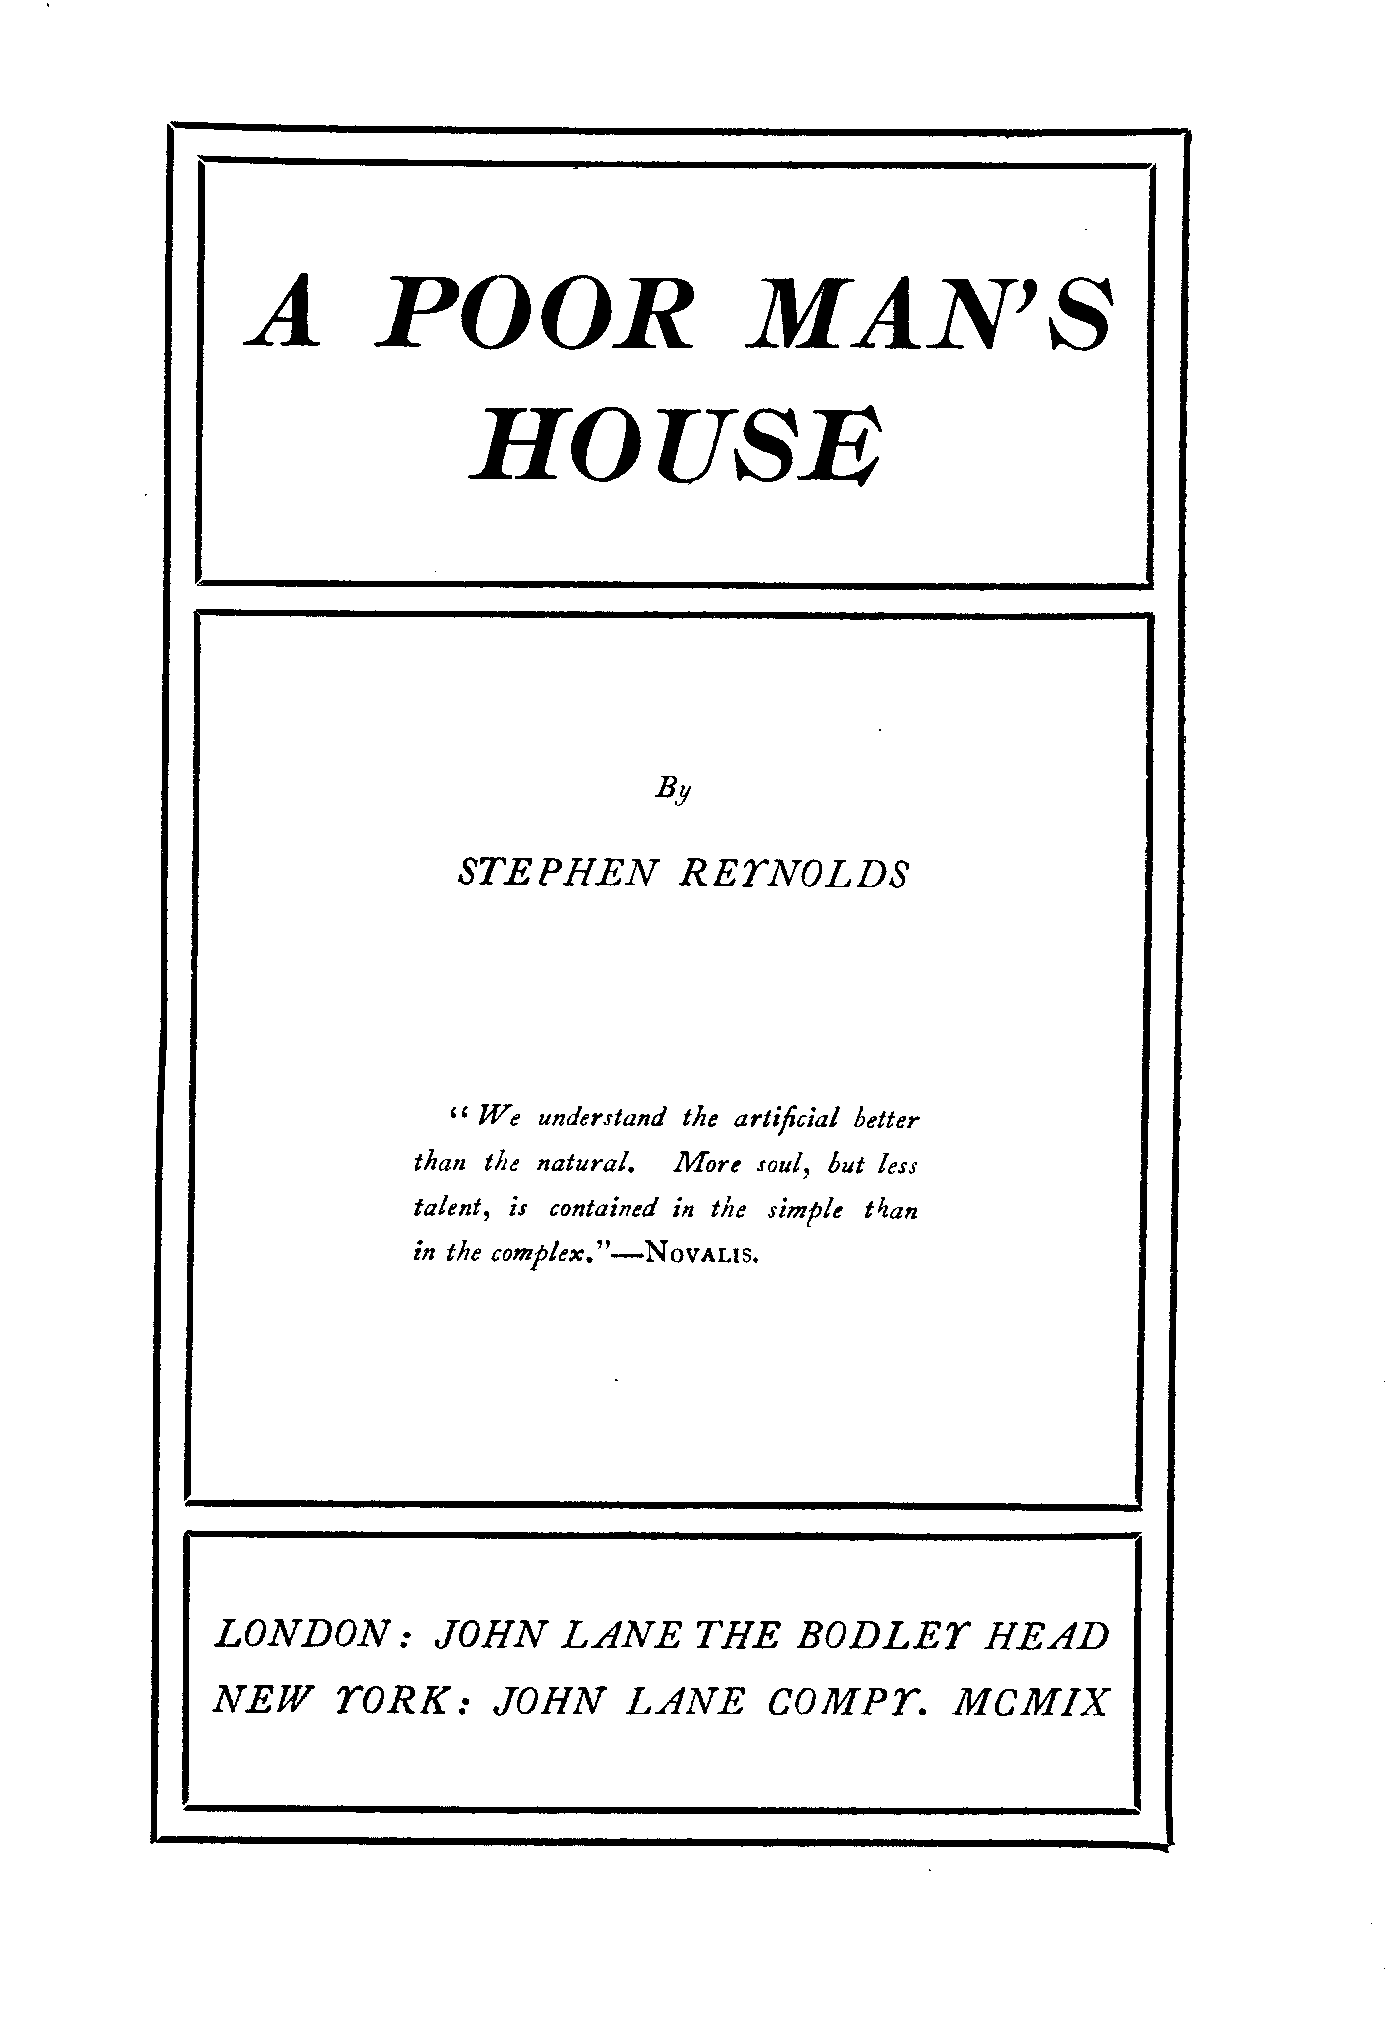 A POOR MAN'S
HOUSE
By
STEPHEN REYNOLDS
“We understand the artificial better
than the natural. More soul, but less
talent, is contained in the simple than
in the complex.”—NOVALIS.
LONDON: JOHN LANE THE BODLEY HEAD
NEW YORK: JOHN LANE COMPY. MCMIX